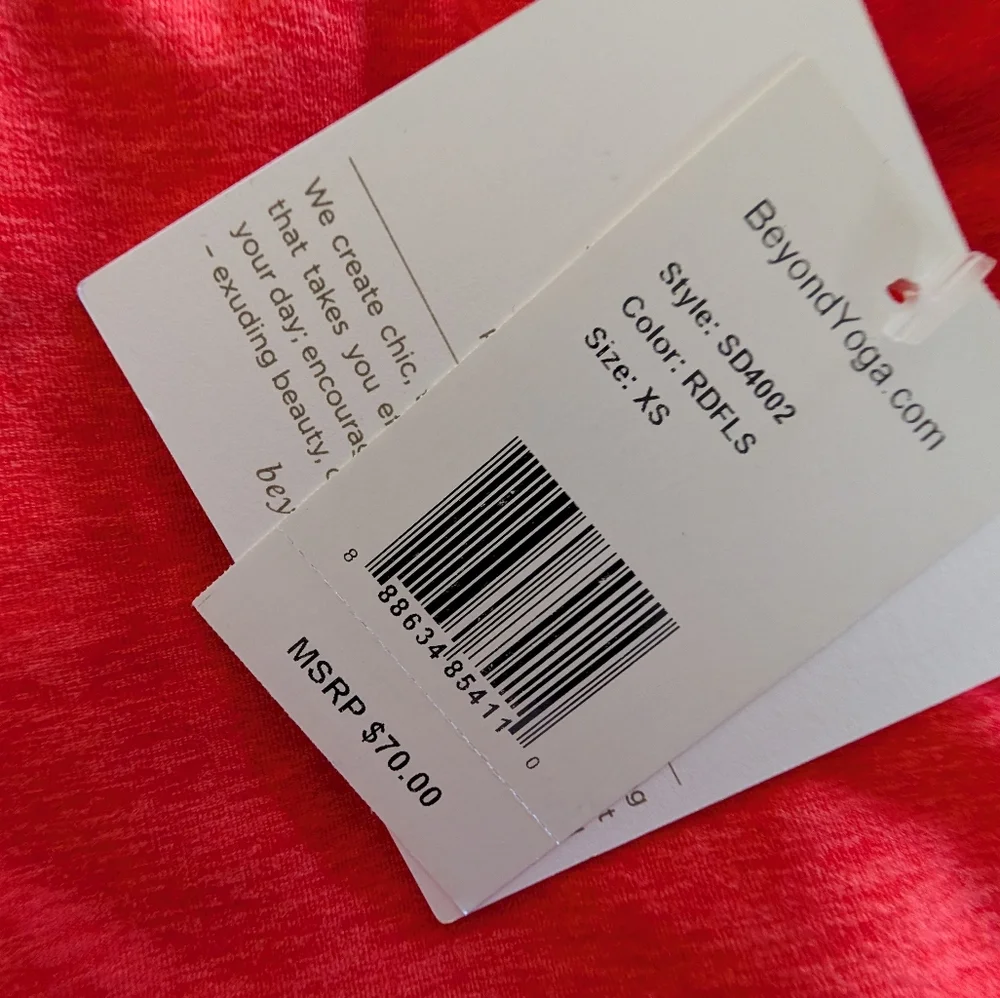 BeyondYoga.com
Style: SD4002
Color: RDFLS
Size: XS
8 88634 85411 0
MSRP $70.00
We create chic,
that takes you
your day;
– exuding beauty,